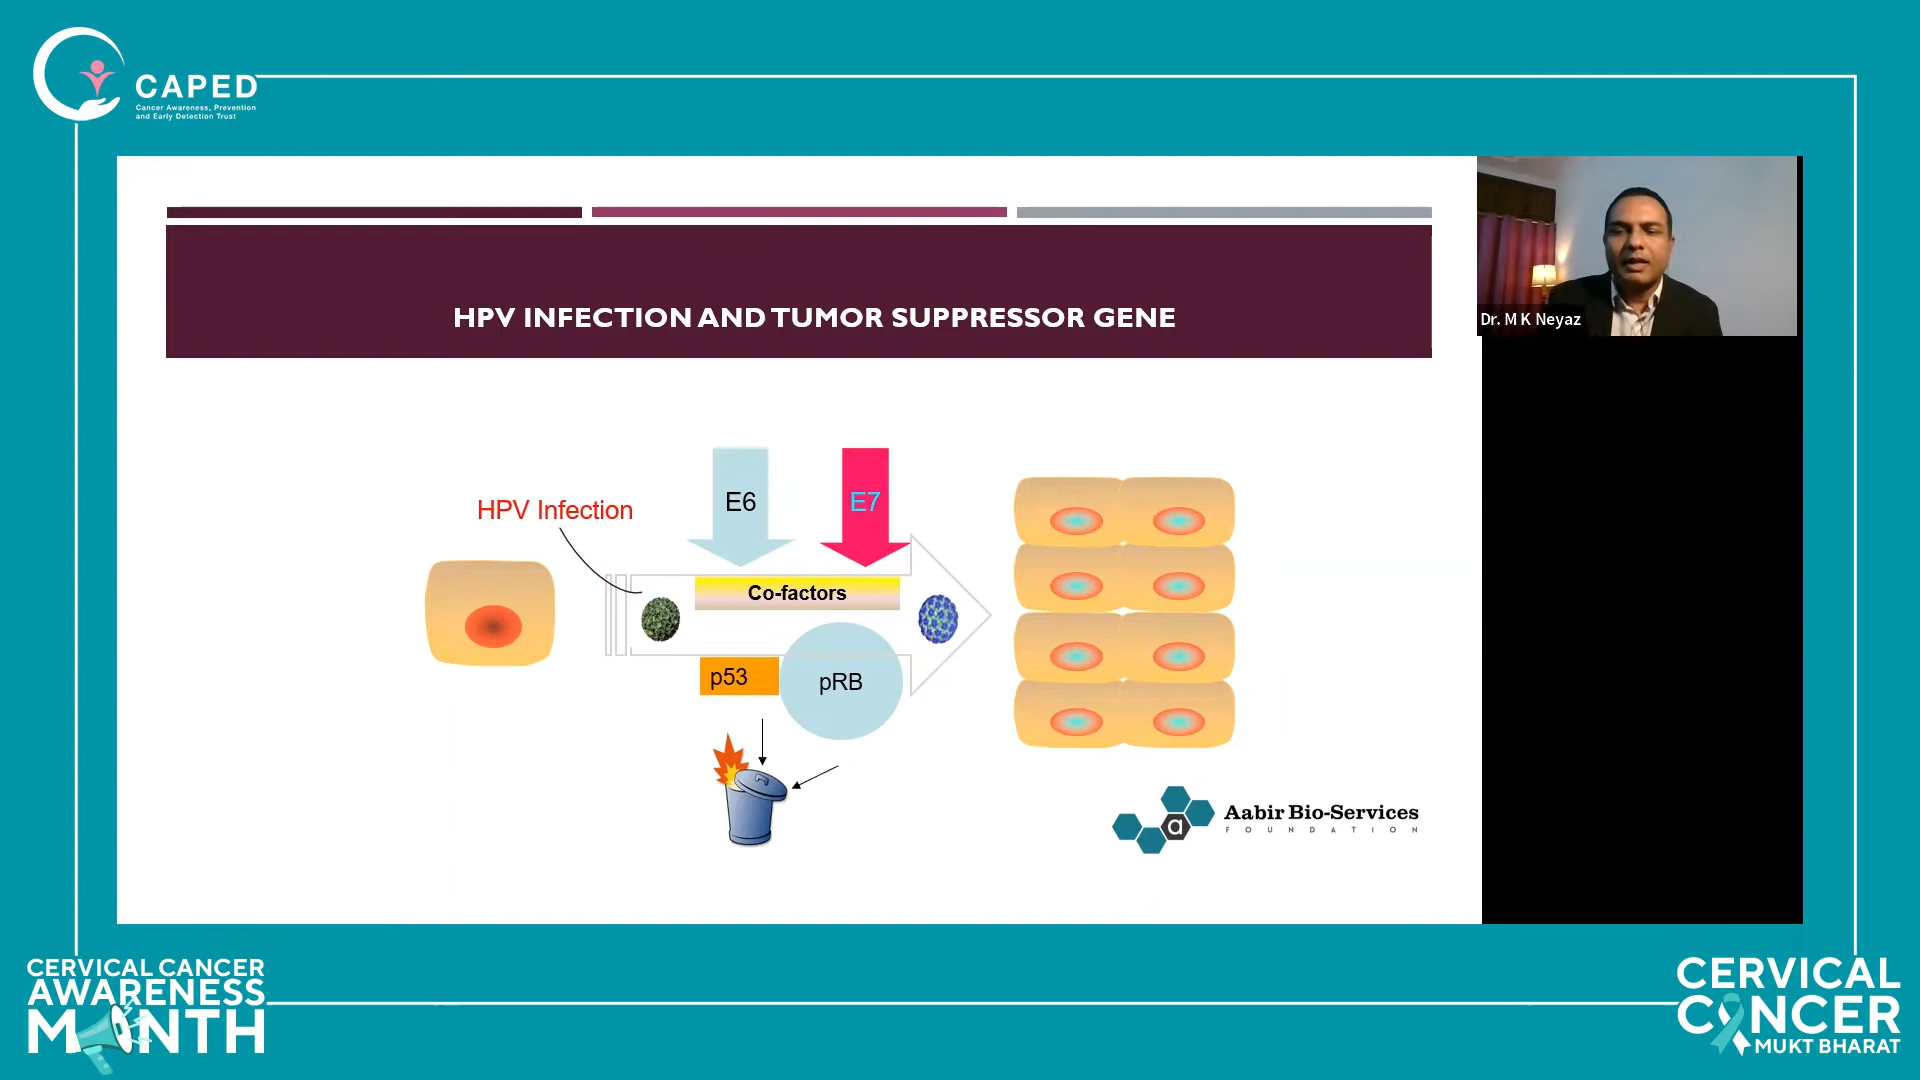 CAPED
Cancer Awareness, Prevention
and Early Detection Trust
HPV INFECTION AND TUMOR SUPPRESSOR GENE
Dr. M K Neyaz
HPV Infection
E6
E7
Co-factors
p53
pRB
a
Aabir Bio-Services
FOUNDATION
CERVICAL CANCER
AWARENESS
MONTH
CERVICAL
CANCER
MUKT BHARAT